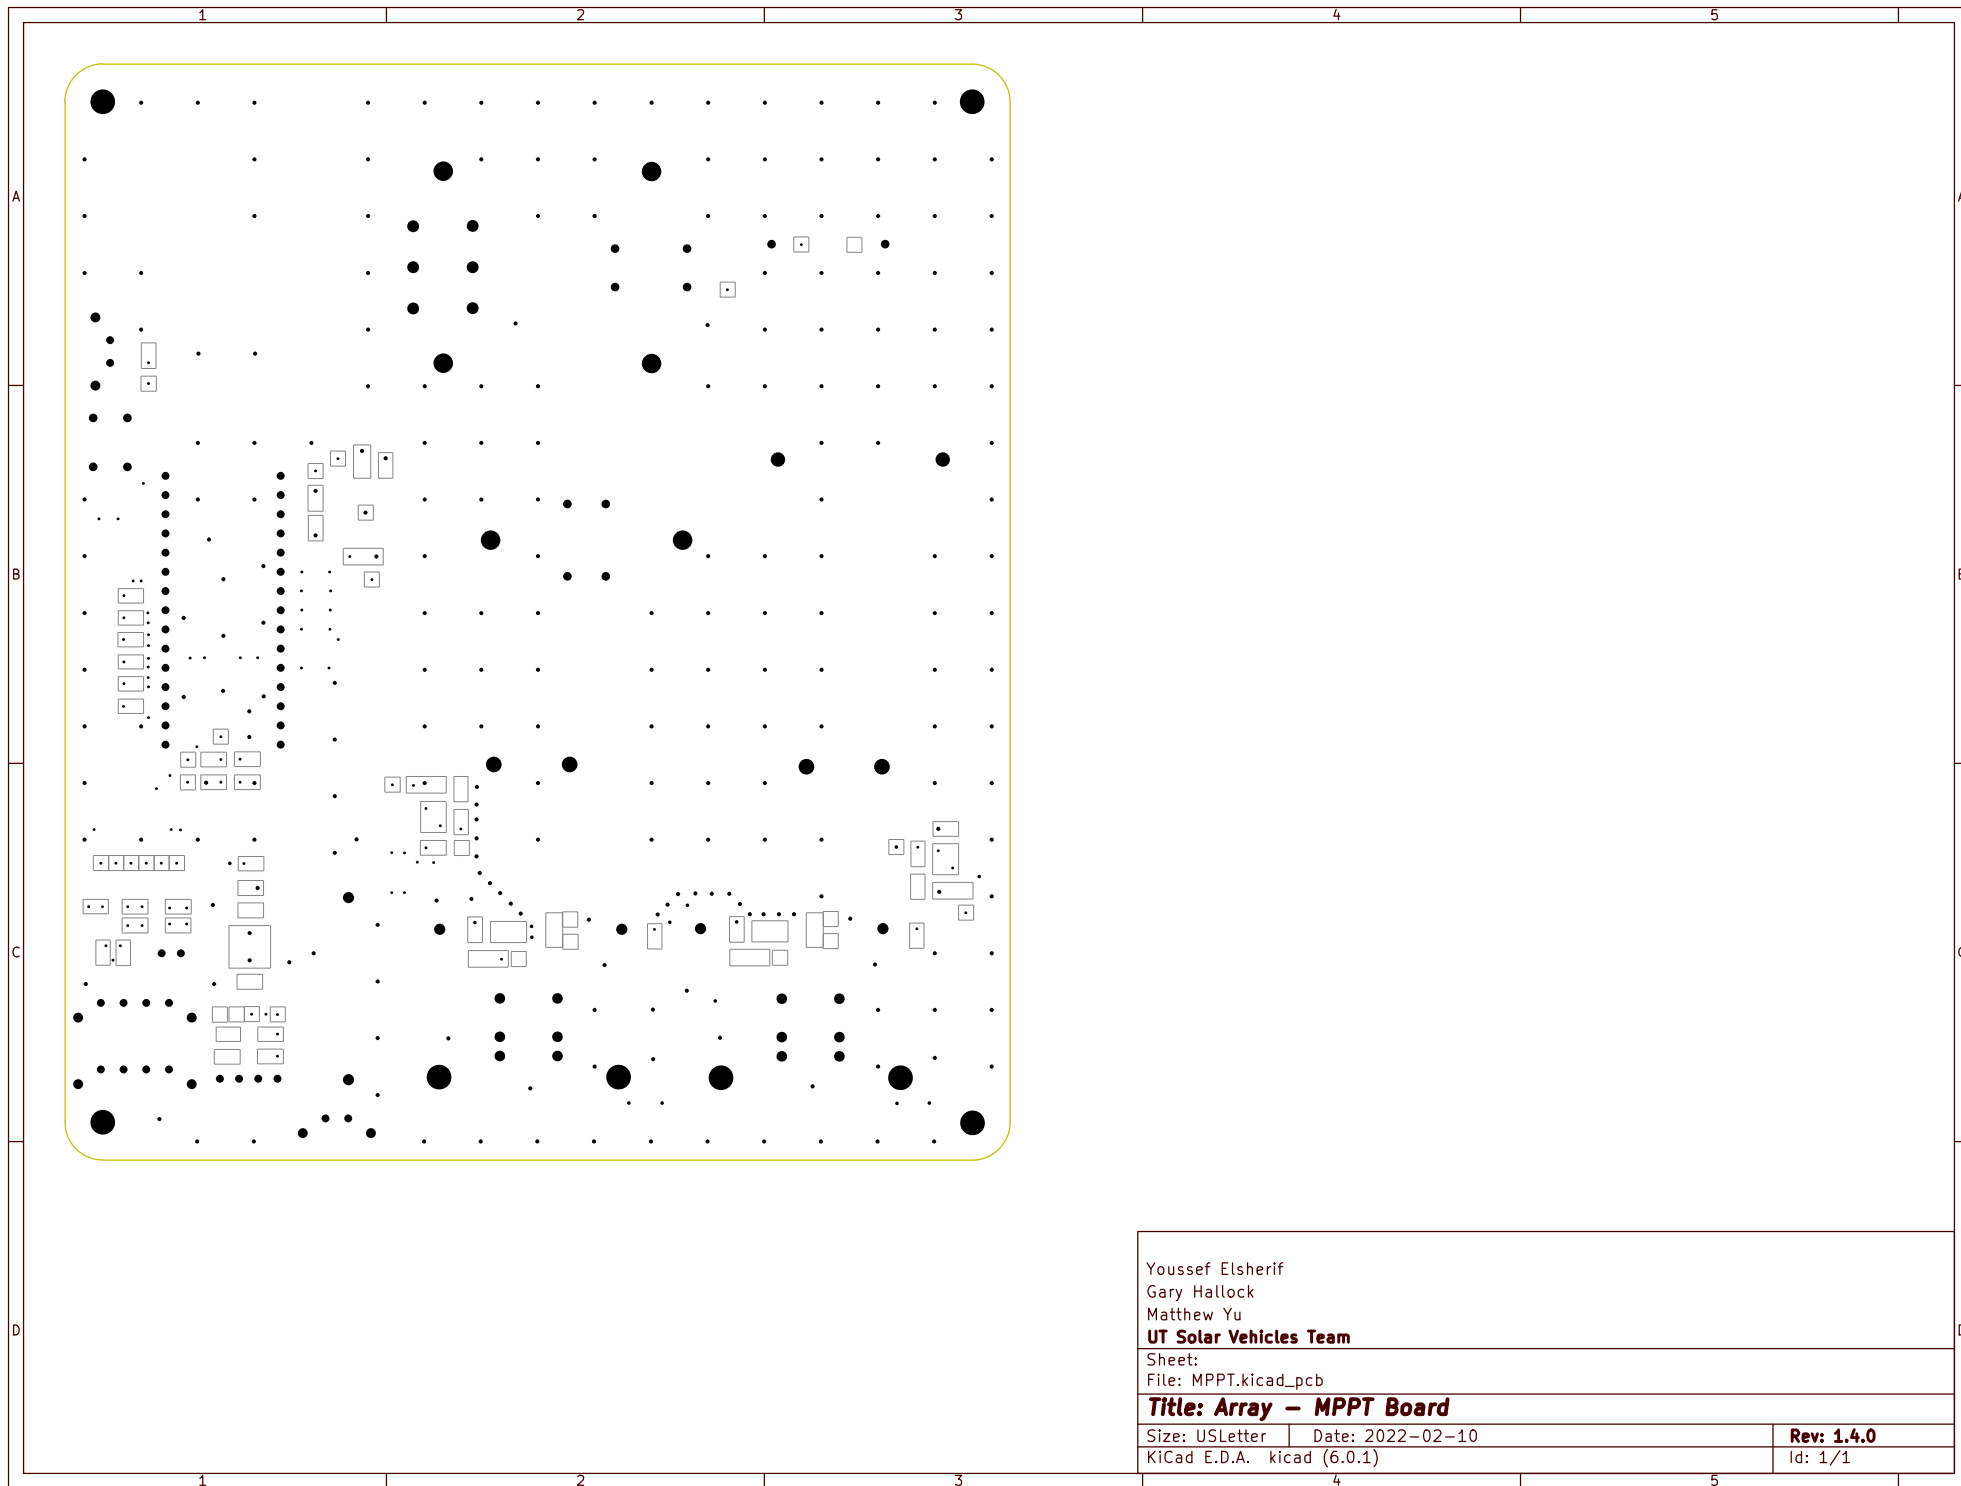 1 2 3 4 5
A A
B B
C C
D D
Youssef Elsherif
Gary Hallock
Matthew Yu
UT Solar Vehicles Team
Sheet:
File: MPPT.kicad_pcb
Title: Array – MPPT Board
Size: USLetter Date: 2022–02–10 Rev: 1.4.0
KiCad E.D.A. kicad (6.0.1) Id: 1/1
1 2 3 4 5